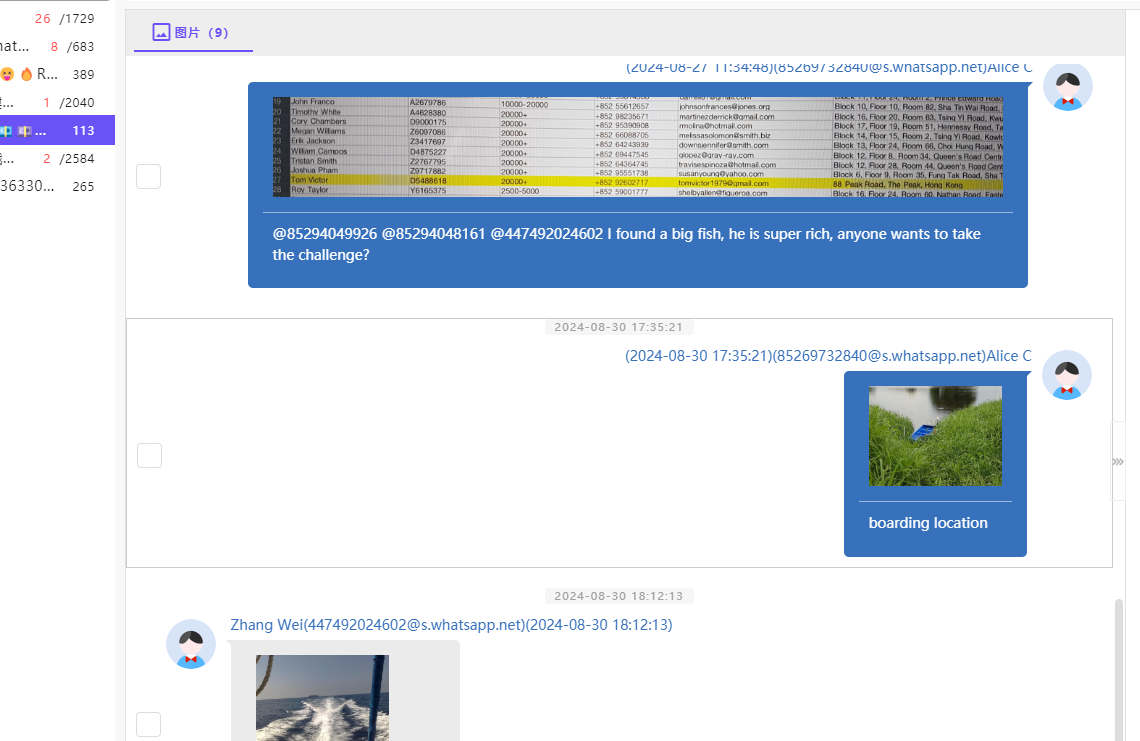 26 /1729
hat... 8 /683
R... 389
... 1 /2040
... 113
... 2 /2584
36330... 265
图片（9）
(2024-08-27 11:34:48)(85269732840@s.whatsapp.net)Alice C
19 John Franco A2679786 10000-20000 +852 55612657 johnsonfrances@jones.org Block 10, Floor 10, Room 82, Sha Tin Wai Road,
20 Timothy White A4628380 20000+ +852 98235671 martinezderrick@gmail.com Block 16, Floor 20, Room 63, Tsing Yi Road, Kwu
21 Cory Chambers D9000175 20000+ +852 95390908 rmolina@hotmail.com Block 17, Floor 19, Room 51, Hennessy Road, Ta
22 Megan Williams Z6097086 20000+ +852 66088705 melissasolomon@smith.biz Block 14, Floor 15, Room 2, Tsing Yi Road, Kowlo
23 Erik Jackson Z3417697 20000+ +852 64243939 downsjennifer@smith.com Block 13, Floor 24, Room 66, Choi Hung Road, W
24 William Campos D4875227 20000+ +852 69447545 qlopez@gray-ray.com Block 12, Floor 8, Room 34, Queen's Road Centr
25 Tristan Smith Z2767795 20000+ +852 64364745 travisespinoza@hotmail.com Block 12, Floor 28, Room 44, Queen's Road Cent
26 Joshua Pham Z9717882 20000+ +852 95551738 susanyoung@yahoo.com Block 6, Floor 9, Room 35, Fung Tak Road, Sha T
27 Tom Victor D5488618 20000+ +852 92602717 tomvictor1979@gmail.com 88 Peak Road, The Peak, Hong Kong
28 Roy Taylor Y6165375 2500-5000 +852 59001777 shelbyallen@figueroa.com Block 16, Floor 24, Room 60, Nathan Road, Easte
@85294049926 @85294048161 @447492024602 I found a big fish, he is super rich, anyone wants to take
the challenge?
2024-08-30 17:35:21
(2024-08-30 17:35:21)(85269732840@s.whatsapp.net)Alice C
boarding location
2024-08-30 18:12:13
Zhang Wei(447492024602@s.whatsapp.net)(2024-08-30 18:12:13)